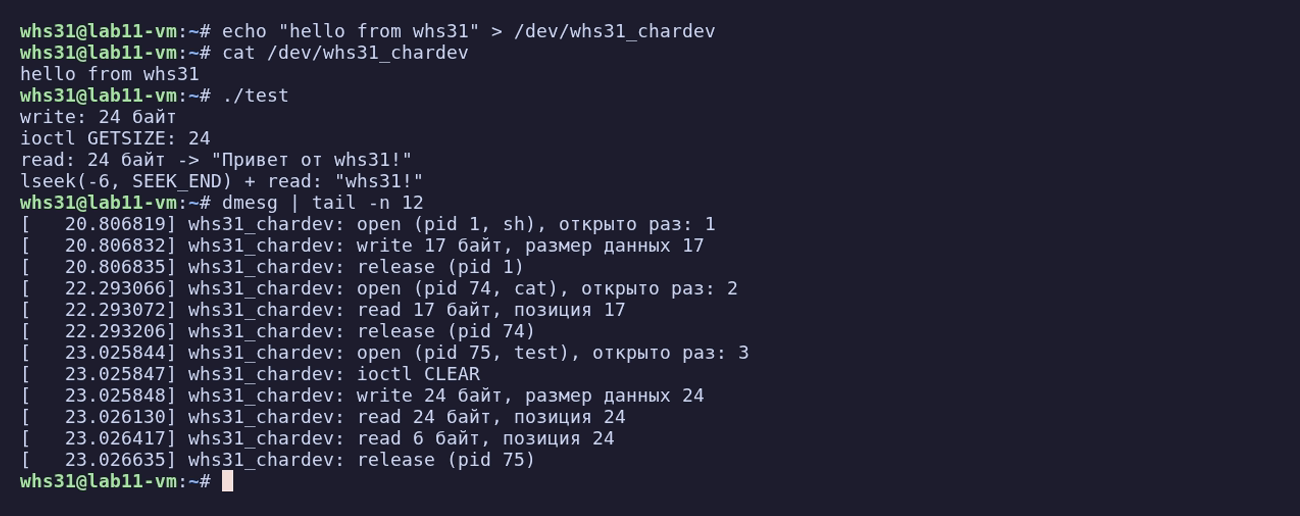 whs31@lab11-vm:~# echo "hello from whs31" > /dev/whs31_chardev
whs31@lab11-vm:~# cat /dev/whs31_chardev
hello from whs31
whs31@lab11-vm:~# ./test
write: 24 байт
ioctl GETSIZE: 24
read: 24 байт -> "Привет от whs31!"
lseek(-6, SEEK_END) + read: "whs31!"
whs31@lab11-vm:~# dmesg | tail -n 12
[   20.806819] whs31_chardev: open (pid 1, sh), открыто раз: 1
[   20.806832] whs31_chardev: write 17 байт, размер данных 17
[   20.806835] whs31_chardev: release (pid 1)
[   22.293066] whs31_chardev: open (pid 74, cat), открыто раз: 2
[   22.293072] whs31_chardev: read 17 байт, позиция 17
[   22.293206] whs31_chardev: release (pid 74)
[   23.025844] whs31_chardev: open (pid 75, test), открыто раз: 3
[   23.025847] whs31_chardev: ioctl CLEAR
[   23.025848] whs31_chardev: write 24 байт, размер данных 24
[   23.026130] whs31_chardev: read 24 байт, позиция 24
[   23.026417] whs31_chardev: read 6 байт, позиция 24
[   23.026635] whs31_chardev: release (pid 75)
whs31@lab11-vm:~#